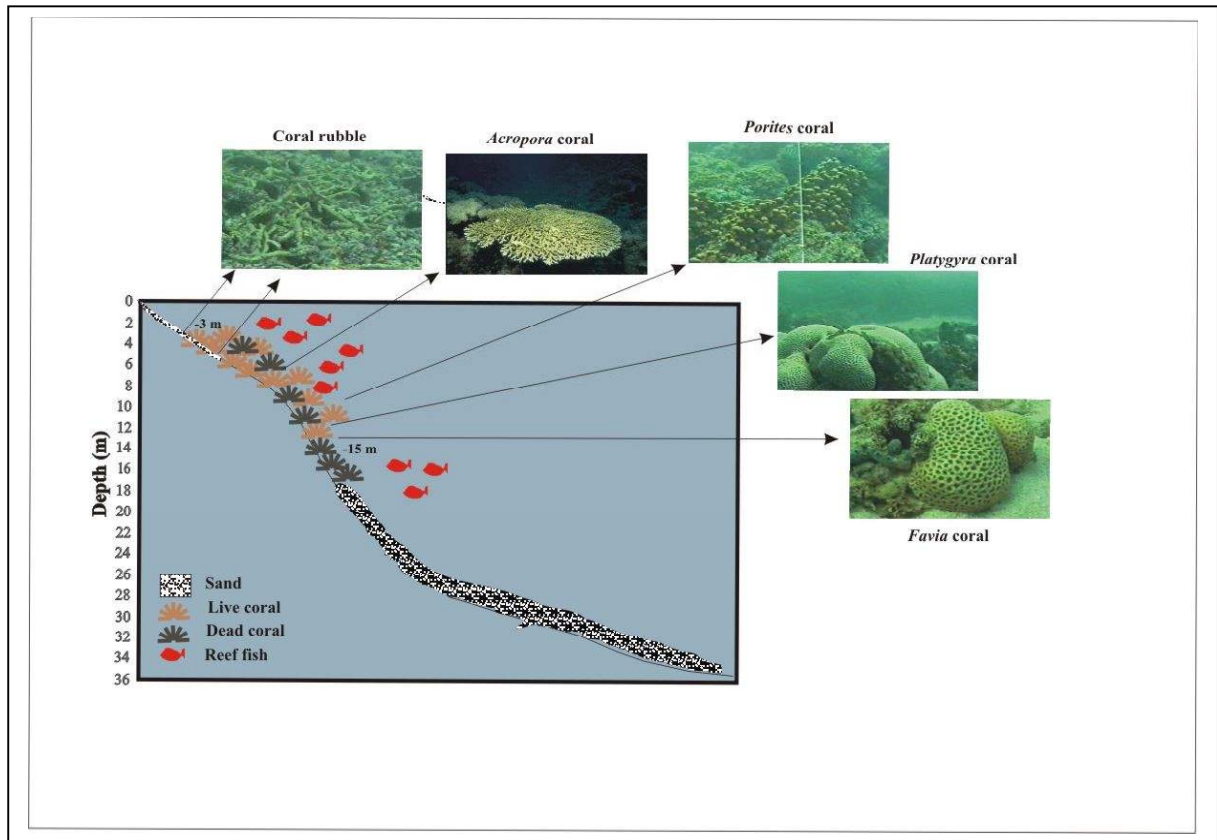 Coral rubble
Acropora coral
Porites coral
Platygyra coral
Favia coral
Depth (m)
0
2
4
6
8
10
12
14
16
18
20
22
24
26
28
30
32
34
36
-3 m
-15 m
Sand
Live coral
Dead coral
Reef fish